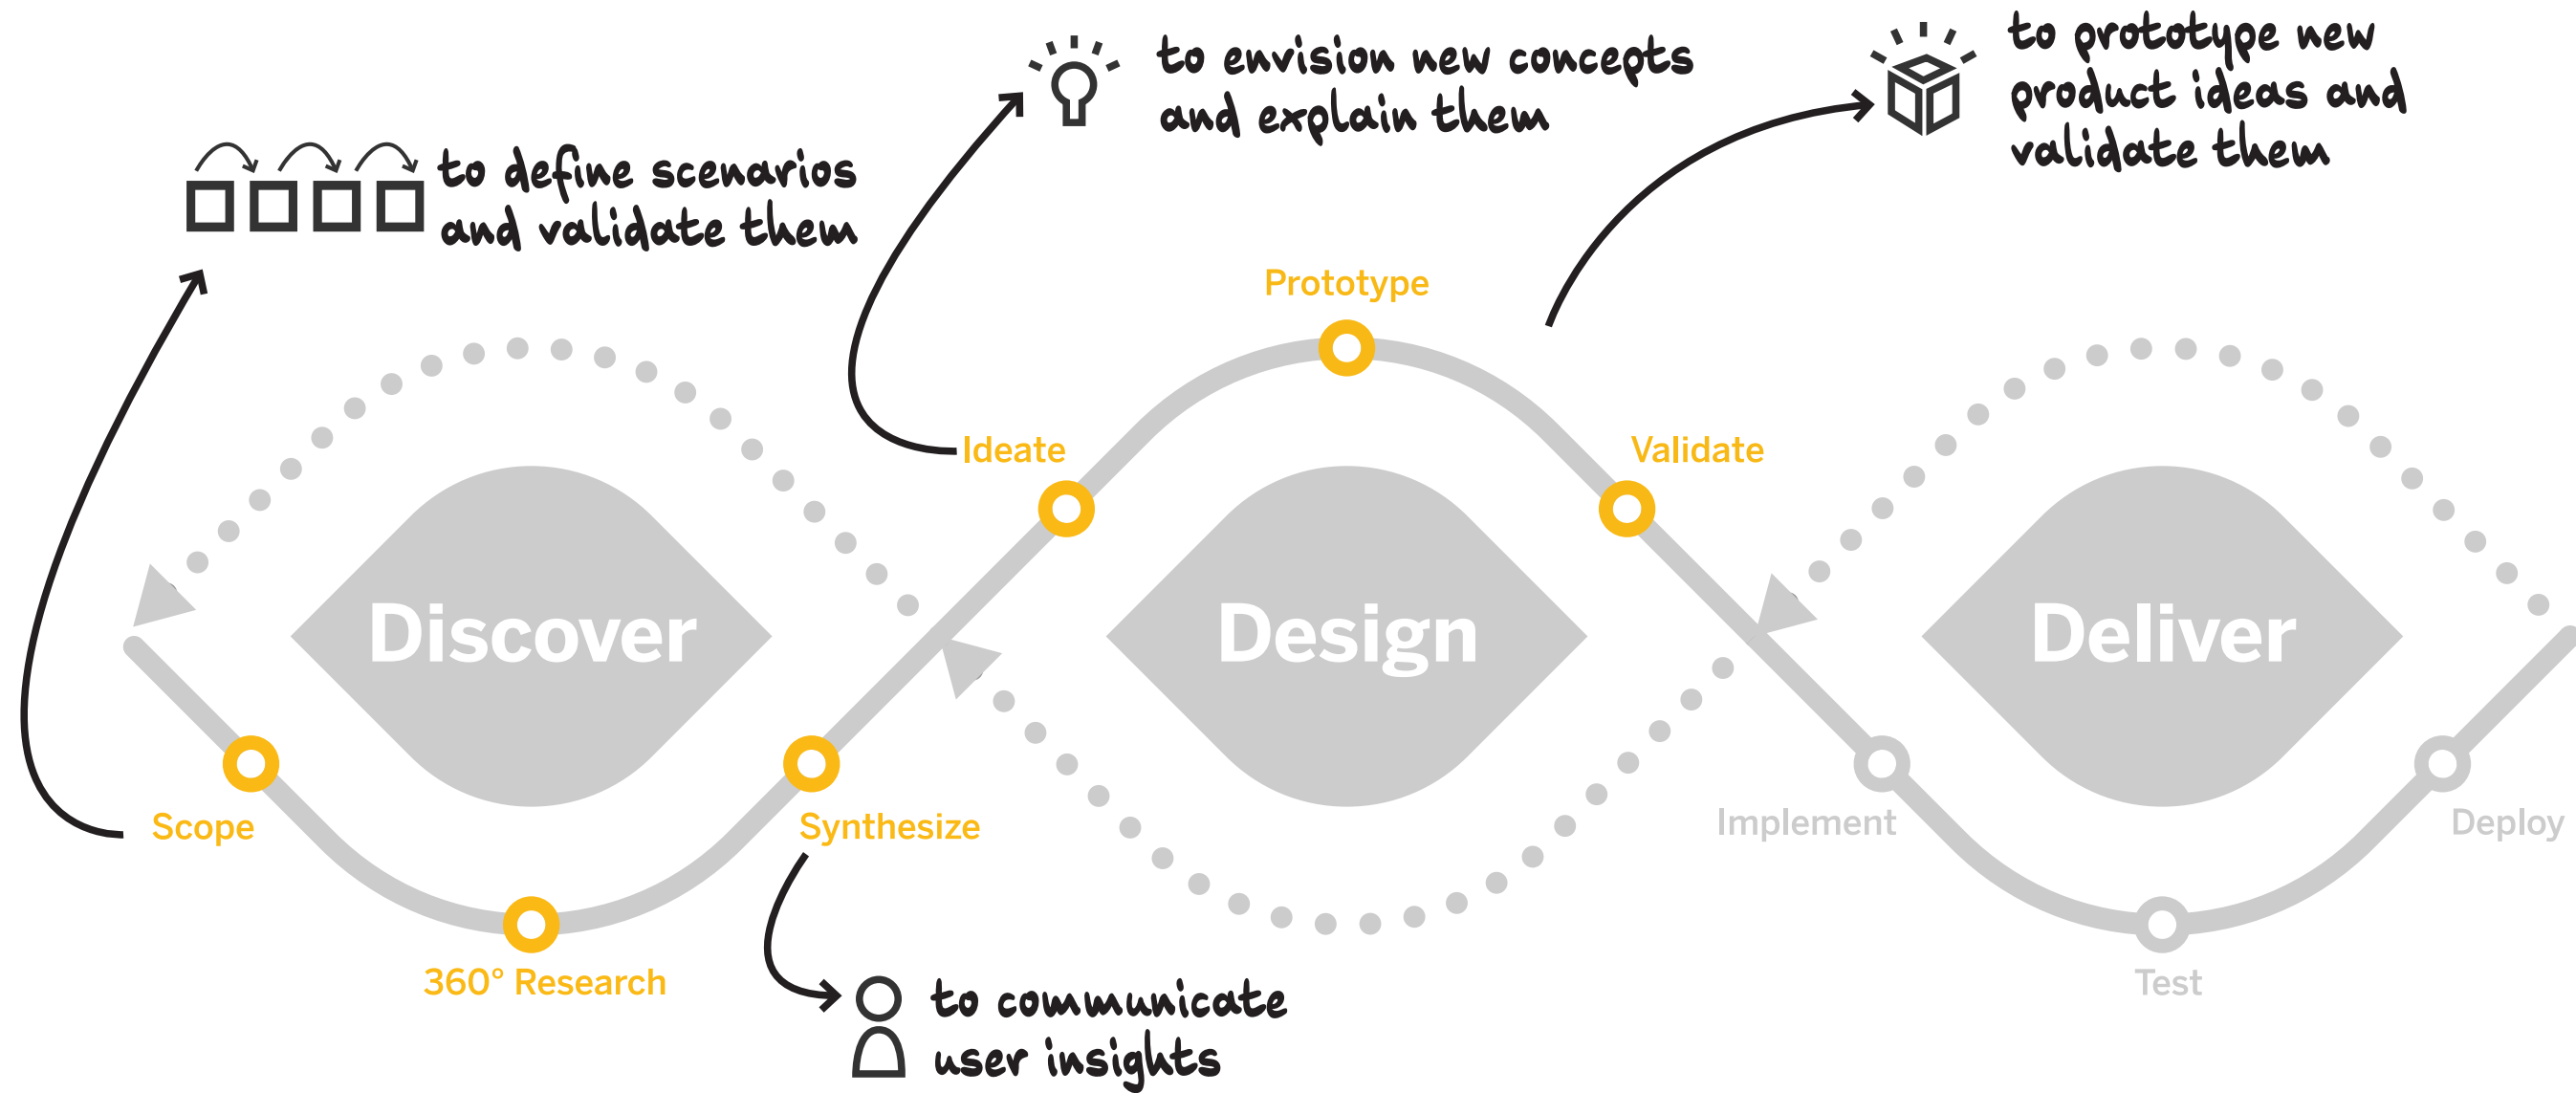 to define scenarios
and validate them
to envision new concepts
and explain them
to prototype new
product ideas and
validate them
Prototype
Ideate
Validate
Discover
Design
Deliver
Scope
Synthesize
Implement
Deploy
360° Research
Test
to communicate
user insights